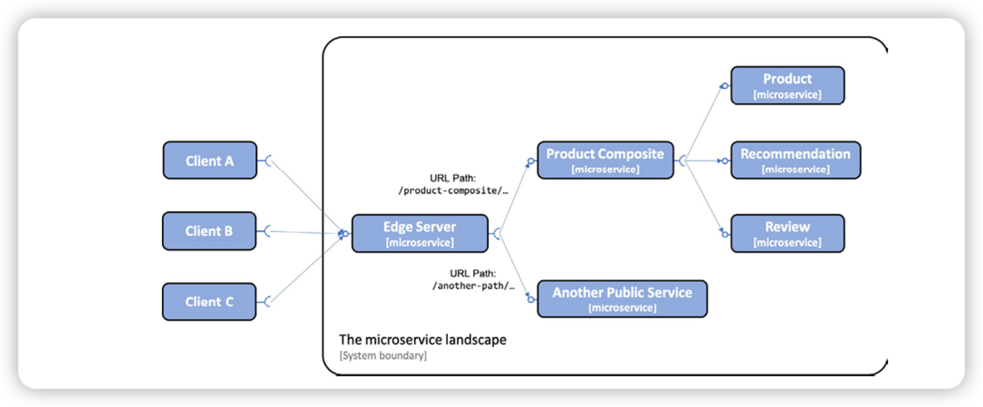 Client A
Client B
Client C
Edge Server
[microservice]
URL Path:
/product-composite/…
URL Path:
/another-path/…
Product Composite
[microservice]
Another Public Service
[microservice]
Product
[microservice]
Recommendation
[microservice]
Review
[microservice]
The microservice landscape
[System boundary]